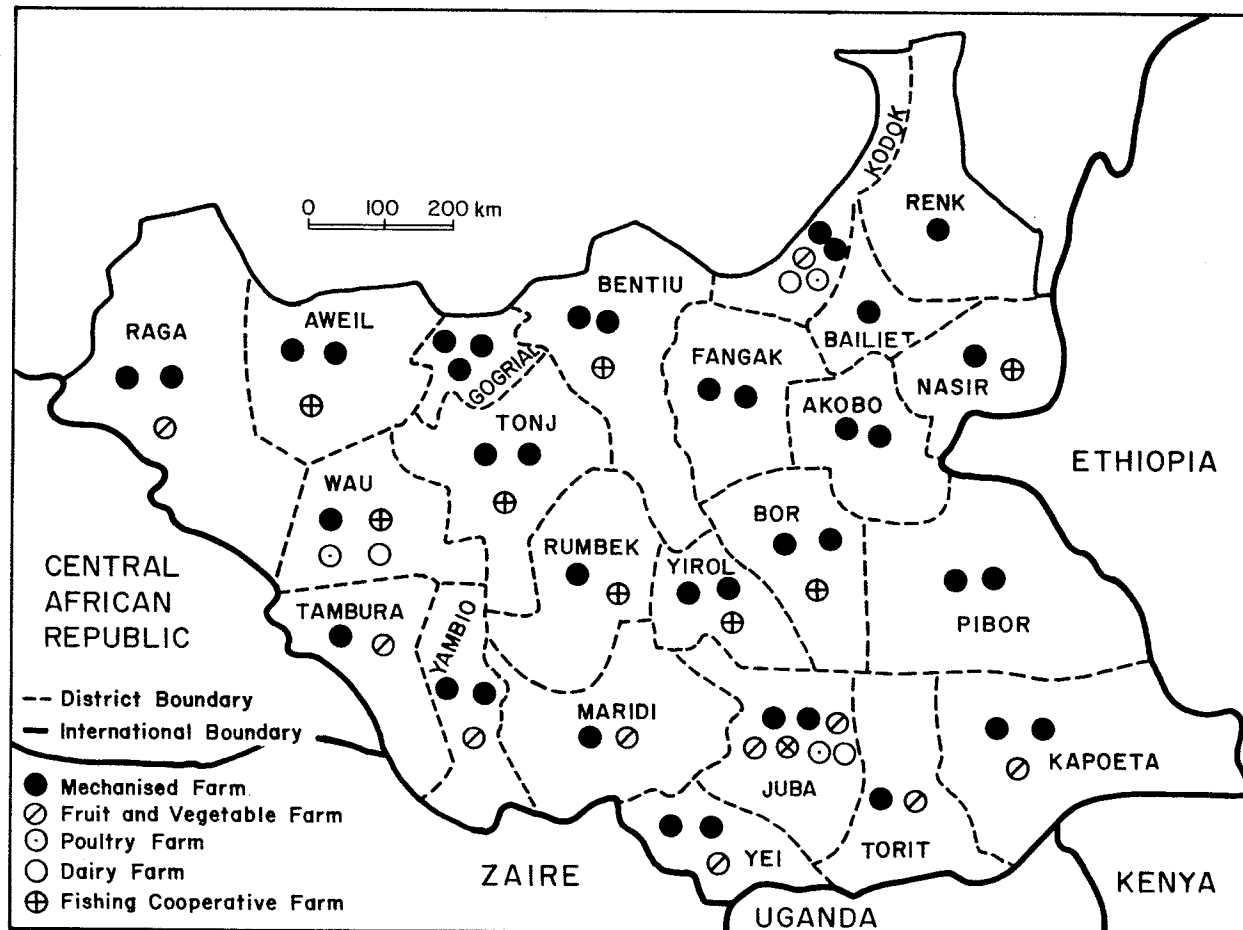 KODOK
RENK
0 100 200 km
BENTIU
RAGA
AWEIL
GOGRIAL
FANGAK
BAILIET
NASIR
AKOBO
TONJ
ETHIOPIA
WAU
BOR
RUMBEK
YIROL
CENTRAL
AFRICAN
REPUBLIC
TAMBURA
YAMBIO
PIBOR
District Boundary
International Boundary
MARIDI
KAPOETA
JUBA
Mechanised Farm
Fruit and Vegetable Farm
Poultry Farm
Dairy Farm
Fishing Cooperative Farm
YEI
TORIT
ZAIRE
KENYA
UGANDA